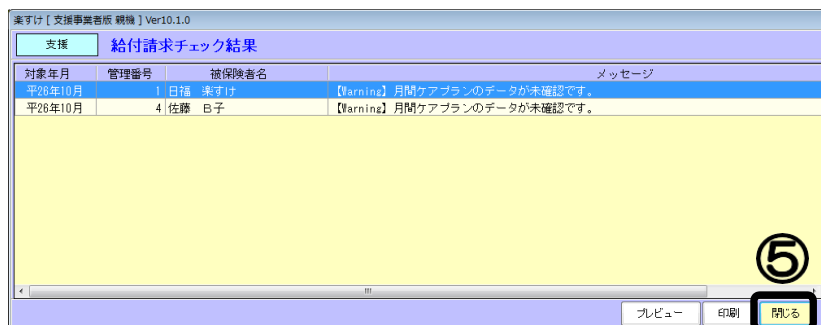 楽すけ [ 支援事業者版 親機 ] Ver10.1.0
支援 給付請求チェック結果
対象年月 管理番号 被保険者名 メッセージ
平26年10月 1 日福 楽すけ 【Warning】月間ケアプランのデータが未確認です。
平26年10月 4 佐藤 B子 【Warning】月間ケアプランのデータが未確認です。
⑤
プレビュー 印刷 閉じる